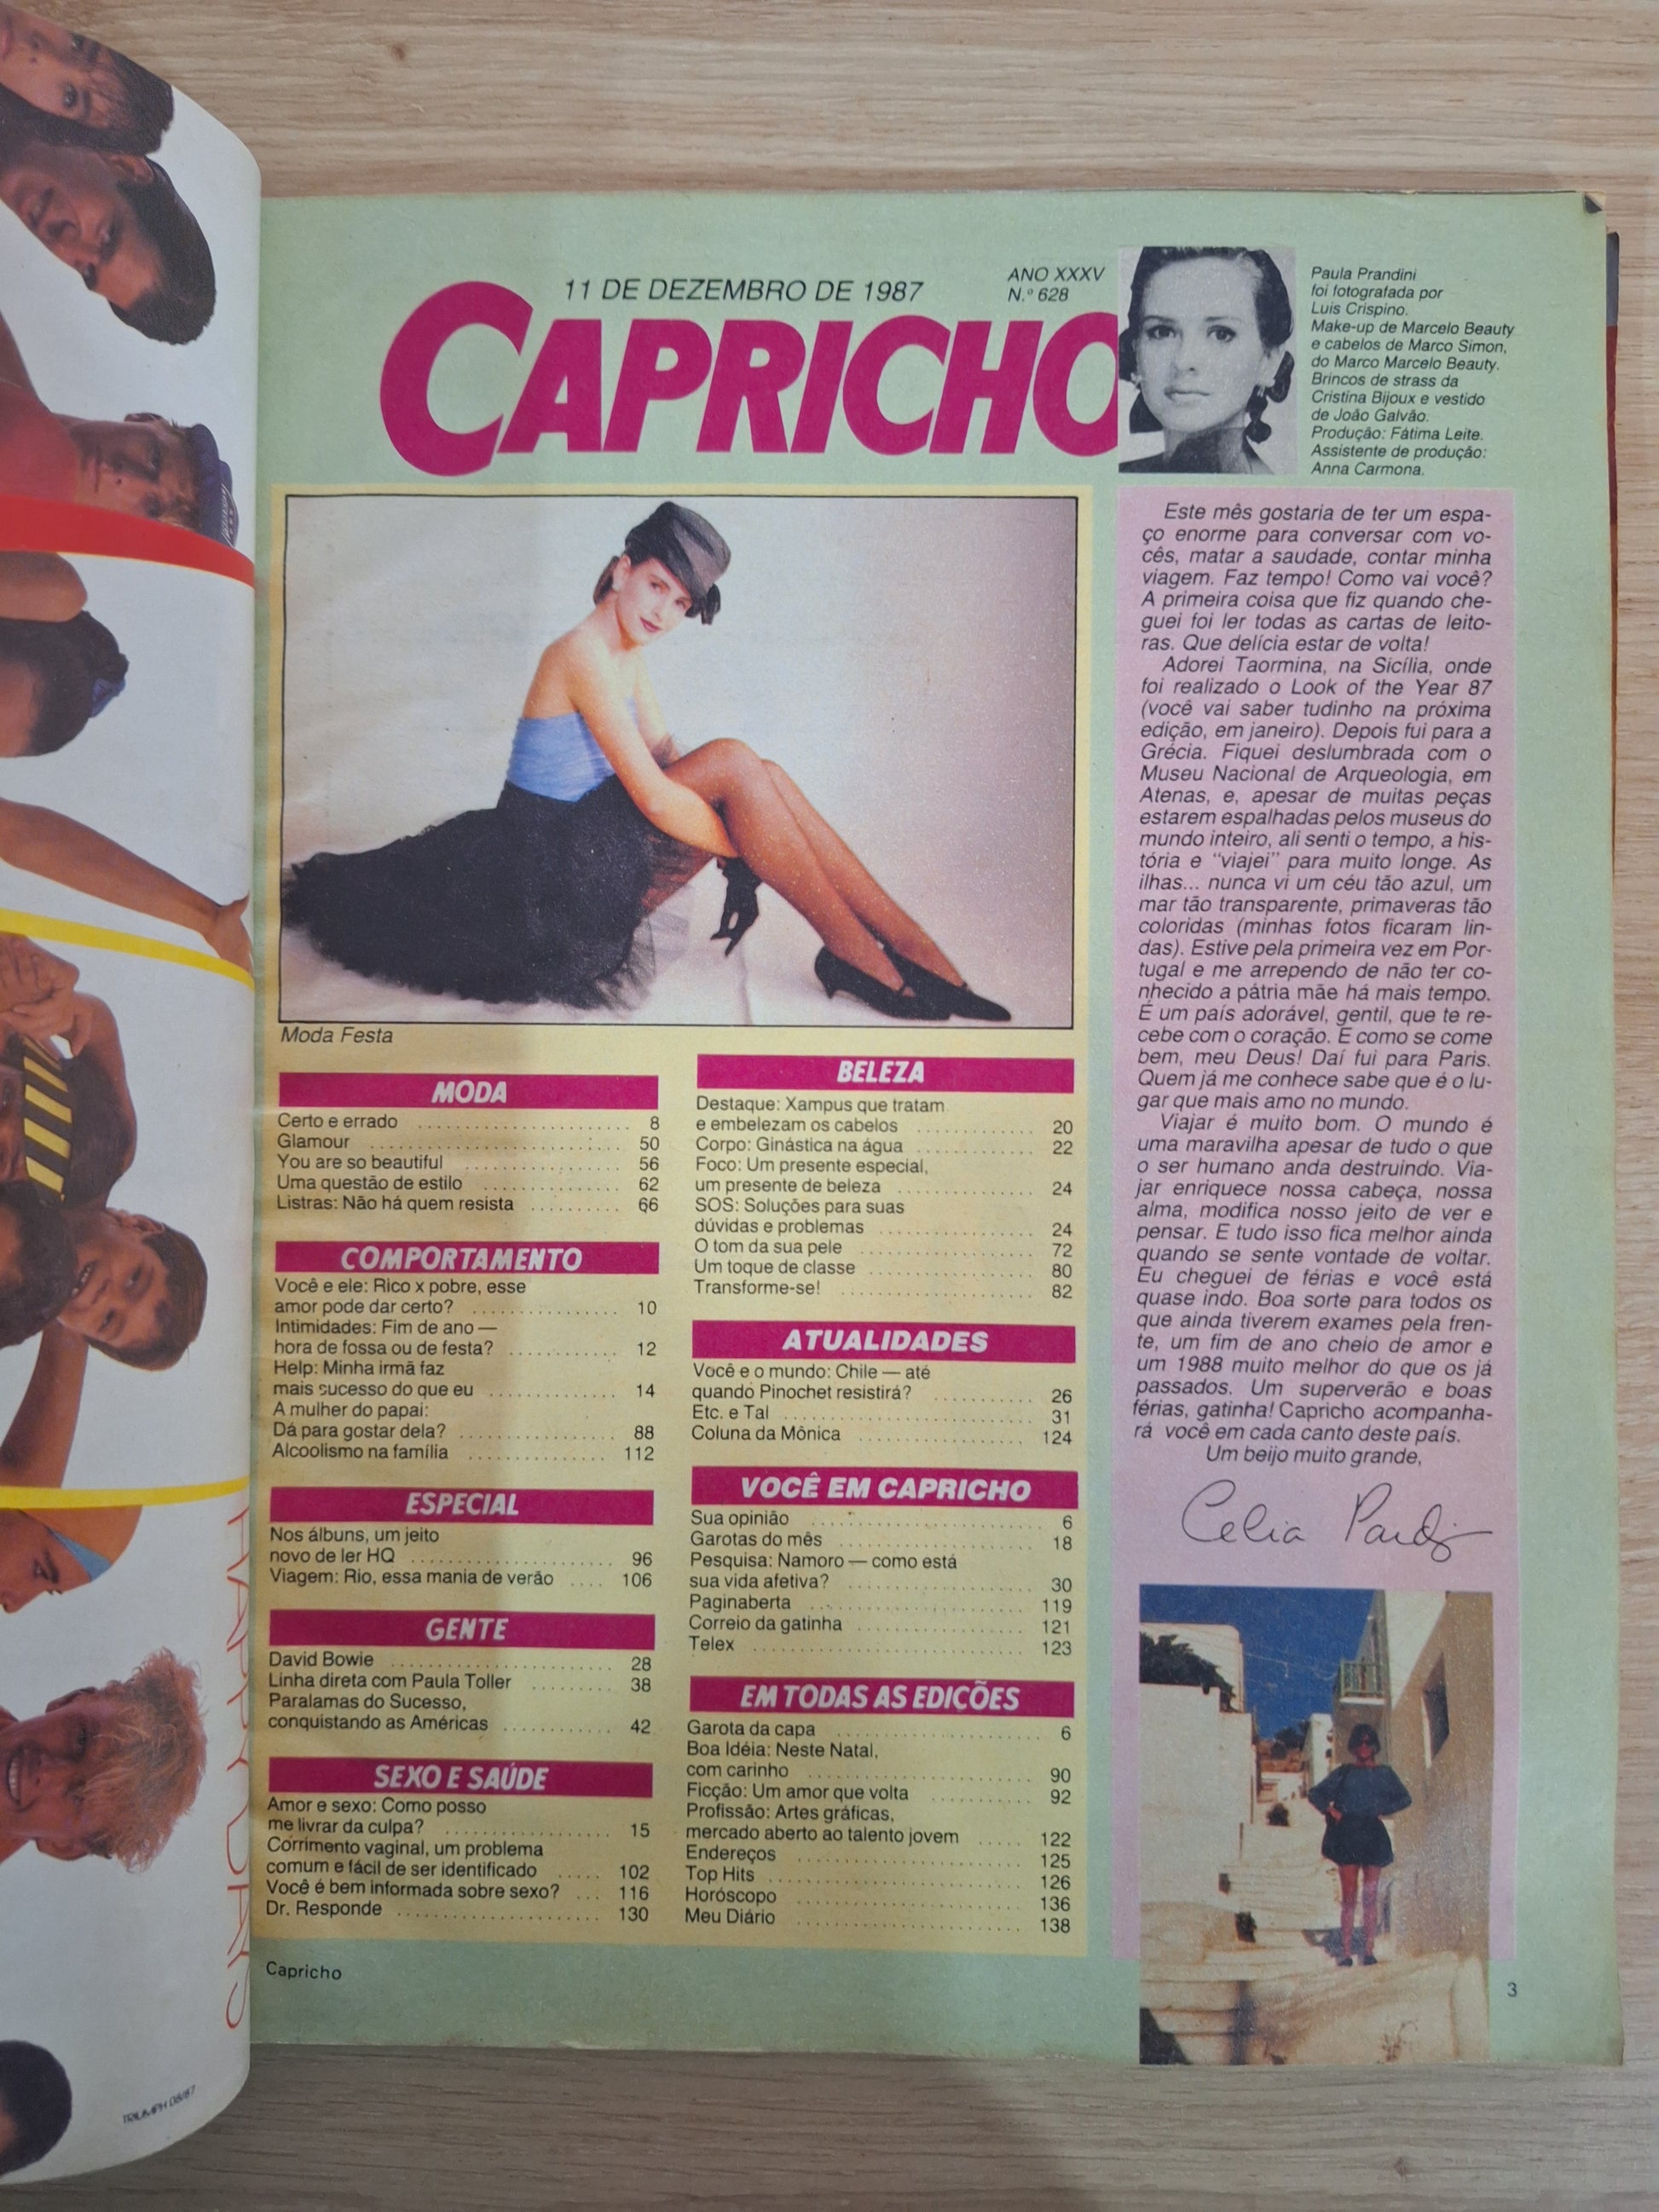 11 DE DEZEMBRO DE 1987
ANO XXXV
N.º 628
CAPRICHO
Paula Prandini
foi fotografada por
Luis Crispino.
Make-up de Marcelo Beauty
e cabelos de Marco Simon,
do Marco Marcelo Beauty.
Brincos de strass da
Cristina Bijoux e vestido
de João Galvão.
Produção: Fátima Leite.
Assistente de produção:
Anna Carmona.
Moda Festa
MODA
Certo e errado ........................ 8
Glamour ........................ 50
You are so beautiful ................ 56
Uma questão de estilo .............. 62
Listras: Não há quem resista .......... 66
COMPORTAMENTO
Você e ele: Rico x pobre, esse
amor pode dar certo? ................ 10
Intimidades: Fim de ano —
hora de fossa ou de festa? ............ 12
Help: Minha irmã faz
mais sucesso do que eu .............. 14
A mulher do papai:
Dá para gostar dela? ................ 88
Alcoolismo na família ............... 112
ESPECIAL
Nos álbuns, um jeito
novo de ler HQ ...................... 96
Viagem: Rio, essa mania de verão .... 106
GENTE
David Bowie ........................ 28
Linha direta com Paula Toller ......... 38
Paralamas do Sucesso,
conquistando as Américas ............ 42
SEXO E SAÚDE
Amor e sexo: Como posso
me livrar da culpa? .................. 15
Corrimento vaginal, um problema
comum e fácil de ser identificado ..... 102
Você é bem informada sobre sexo? ... 116
Dr. Responde ...................... 130
BELEZA
Destaque: Xampus que tratam
e embelezam os cabelos ............ 20
Corpo: Ginástica na água ............ 22
Foco: Um presente especial,
um presente de beleza .............. 24
SOS: Soluções para suas
dúvidas e problemas ................ 24
O tom da sua pele .................. 72
Um toque de classe ................ 80
Transforme-se! .................... 82
ATUALIDADES
Você e o mundo: Chile — até
quando Pinochet resistirá? .......... 26
Etc. e Tal ........................ 31
Coluna da Mônica ................ 124
VOCÊ EM CAPRICHO
Sua opinião ...................... 6
Garotas do mês .................... 18
Pesquisa: Namoro — como está
sua vida afetiva? .................. 30
Paginaberta ...................... 119
Correio da gatinha ................ 121
Telex .......................... 123
EM TODAS AS EDIÇÕES
Garota da capa .................... 6
Boa Idéia: Neste Natal,
com carinho ...................... 90
Ficção: Um amor que volta .......... 92
Profissão: Artes gráficas,
mercado aberto ao talento jovem ..... 122
Endereços ........................ 125
Top Hits ........................ 126
Horóscopo ........................ 136
Meu Diário ...................... 138
Este mês gostaria de ter um espa-
ço enorme para conversar com vo-
cês, matar a saudade, contar minha
viagem. Faz tempo! Como vai você?
A primeira coisa que fiz quando che-
guei foi ler todas as cartas de leito-
ras. Que delícia estar de volta!
Adorei Taormina, na Sicília, onde
foi realizado o Look of the Year 87
(você vai saber tudinho na próxima
edição, em janeiro). Depois fui para a
Grécia. Fiquei deslumbrada com o
Museu Nacional de Arqueologia, em
Atenas, e, apesar de muitas peças
estarem espalhadas pelos museus do
mundo inteiro, ali senti o tempo, a his-
tória e “viajei” para muito longe. As
ilhas... nunca vi um céu tão azul, um
mar tão transparente, primaveras tão
coloridas (minhas fotos ficaram lin-
das). Estive pela primeira vez em Por-
tugal e me arrependo de não ter co-
nhecido a pátria mãe há mais tempo.
É um país adorável, gentil, que te re-
cebe com o coração. E como se come
bem, meu Deus! Daí fui para Paris.
Quem já me conhece sabe que é o lu-
gar que mais amo no mundo.
Viajar é muito bom. O mundo é
uma maravilha apesar de tudo o que
o ser humano anda destruindo. Via-
jar enriquece nossa cabeça, nossa
alma, modifica nosso jeito de ver e
pensar. E tudo isso fica melhor ainda
quando se sente vontade de voltar.
Eu cheguei de férias e você está
quase indo. Boa sorte para todos os
que ainda tiverem exames pela fren-
te, um fim de ano cheio de amor e
um 1988 muito melhor do que os já
passados. Um superverão e boas
férias, gatinha! Capricho acompanha-
rá você em cada canto deste país.
Um beijo muito grande,
Celia Pardi
Capricho
3
HAPPY DAYS
TRIUMPH 08/87